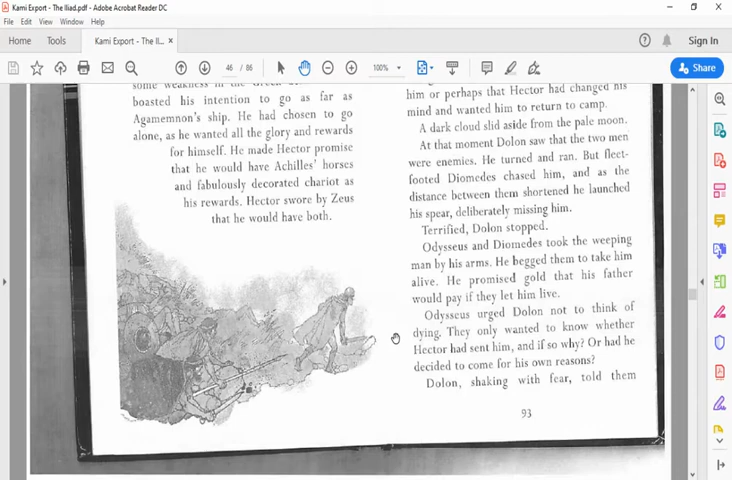 Kami Export - The Iliad.pdf - Adobe Acrobat Reader DC
File Edit View Window Help
Home Tools Kami Export - The Il... ×
Sign In
46 / 86
100%
Share
some weakness in the Greek
boasted his intention to go as far as
Agamemnon's ship. He had chosen to go
alone, as he wanted all the glory and rewards
for himself. He made Hector promise
that he would have Achilles' horses
and fabulously decorated chariot as
his rewards. Hector swore by Zeus
that he would have both.
him or perhaps that Hector had changed his
mind and wanted him to return to camp.
A dark cloud slid aside from the pale moon.
At that moment Dolon saw that the two men
were enemies. He turned and ran. But fleet-
footed Diomedes chased him, and as the
distance between them shortened he launched
his spear, deliberately missing him.
Terrified, Dolon stopped.
Odysseus and Diomedes took the weeping
man by his arms. He begged them to take him
alive. He promised gold that his father
would pay if they let him live.
Odysseus urged Dolon not to think of
dying. They only wanted to know whether
Hector had sent him, and if so why? Or had he
decided to come for his own reasons?
Dolon, shaking with fear, told them
93